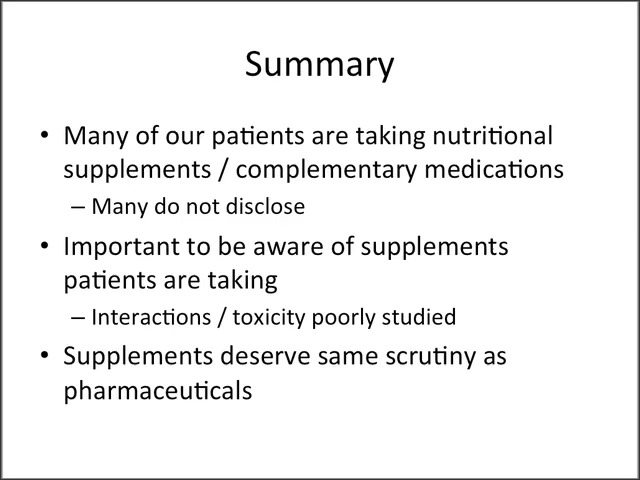 Summary
• Many of our patients are taking nutritional
supplements / complementary medications
– Many do not disclose
• Important to be aware of supplements
patients are taking
– Interactions / toxicity poorly studied
• Supplements deserve same scrutiny as
pharmaceuticals